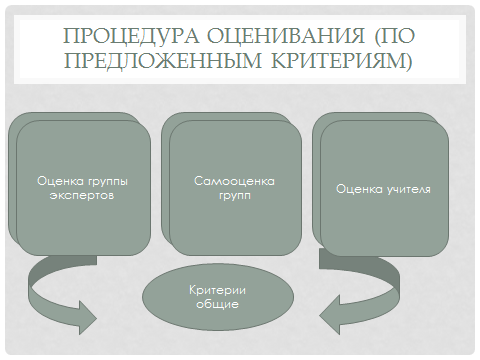 ПРОЦЕДУРА ОЦЕНИВАНИЯ (ПО
ПРЕДЛОЖЕННЫМ КРИТЕРИЯМ)
Оценка группы
экспертов
Самооценка
групп
Оценка учителя
Критерии
общие